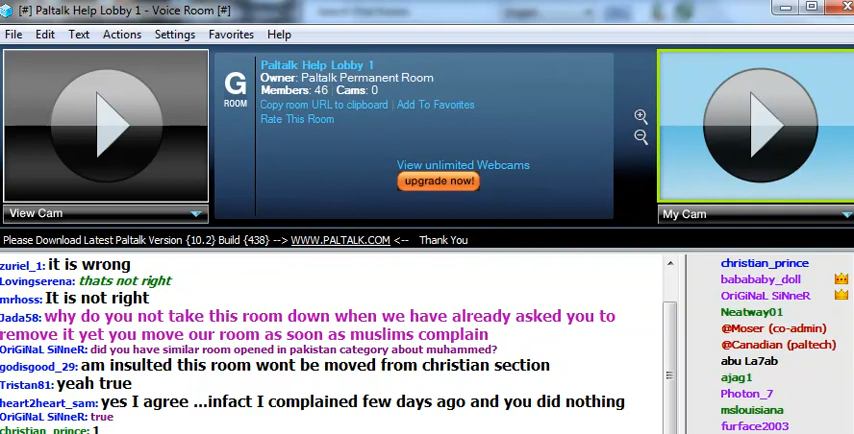 [#] Paltalk Help Lobby 1 - Voice Room [#]
File Edit Text Actions Settings Favorites Help
G
ROOM
Paltalk Help Lobby 1
Owner: Paltalk Permanent Room
Members: 46 | Cams: 0
Copy room URL to clipboard | Add To Favorites
Rate This Room
View unlimited Webcams
upgrade now!
View Cam
My Cam
Please Download Latest Paltalk Version {10.2} Build {438} --> WWW.PALTALK.COM <-- Thank You
zuriel_1: it is wrong
Lovingserena: thats not right
mrhoss: It is not right
Jada58: why do you not take this room down when we have already asked you to
remove it yet you move our room as soon as muslims complain
OriGiNaL SiNneR: did you have similar room opened in pakistan category about muhammed?
godisgood_29: am insulted this room wont be moved from christian section
Tristan81: yeah true
heart2heart_sam: yes I agree ...infact I complained few days ago and you did nothing
OriGiNaL SiNneR: true
christian_prince: 1
christian_prince
babababy_doll
OriGiNaL SiNneR
Neatway01
@Moser (co-admin)
@Canadian (paltech)
abu La7ab
ajag1
Photon_7
mslouisiana
furface2003